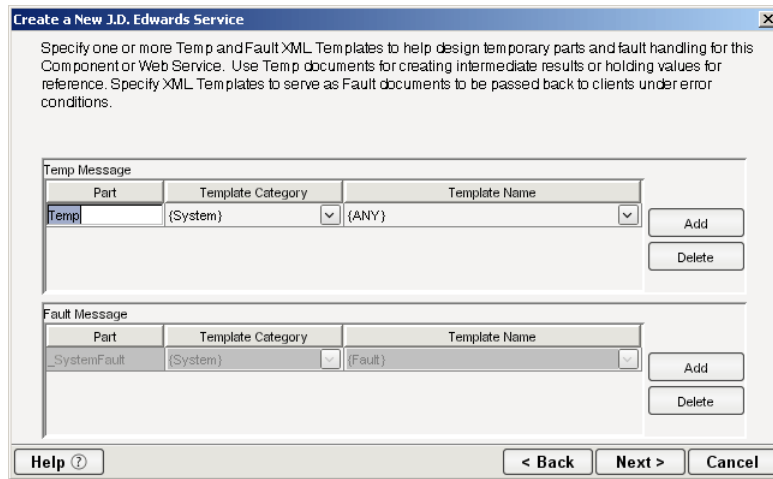 Create a New J.D. Edwards Service
Specify one or more Temp and Fault XML Templates to help design temporary parts and fault handling for this
Component or Web Service. Use Temp documents for creating intermediate results or holding values for
reference. Specify XML Templates to serve as Fault documents to be passed back to clients under error
conditions.
Temp Message
Part Template Category Template Name
Temp {System} {ANY}
Add
Delete
Fault Message
Part Template Category Template Name
_SystemFault {System} {Fault}
Add
Delete
Help ? < Back Next > Cancel